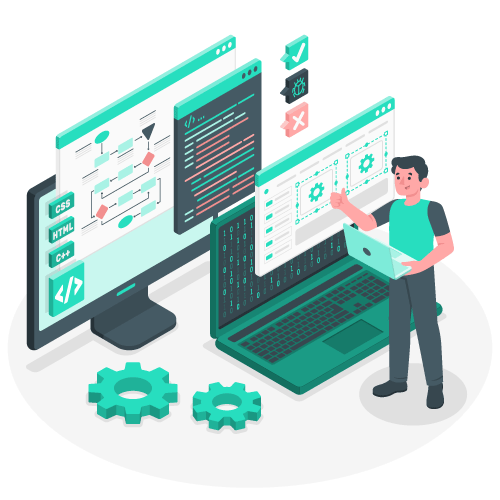 </> ...
CSS
HTML
C++
</>